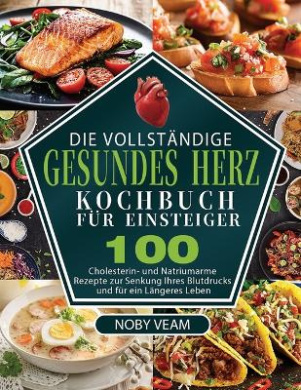 DIE VOLLSTÄNDIGE
GESUNDES HERZ
KOCHBUCH
FÜR EINSTEIGER
100
Cholesterin- und Natriumarme
Rezepte zur Senkung Ihres Blutdrucks
und für ein Längeres Leben
NOBY VEAM